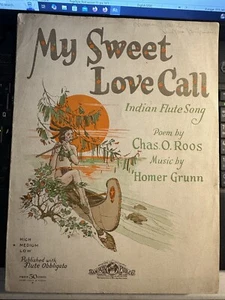 My Sweet
Love Call
Indian Flute Song
Poem by
Chas. O. Roos
Music by
Homer Grunn
HIGH
MEDIUM
LOW
Published with
Flute Obbligato